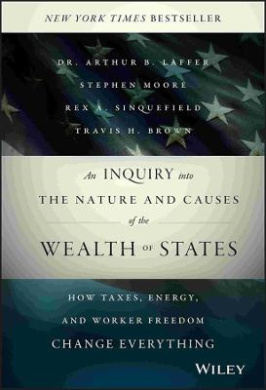 NEW YORK TIMES BESTSELLER
DR. ARTHUR B. LAFFER
STEPHEN MOORE
REX A. SINQUEFIELD
TRAVIS H. BROWN
An INQUIRY into
THE NATURE AND CAUSES
of the
WEALTH OF STATES
HOW TAXES, ENERGY,
AND WORKER FREEDOM
CHANGE EVERYTHING
WILEY